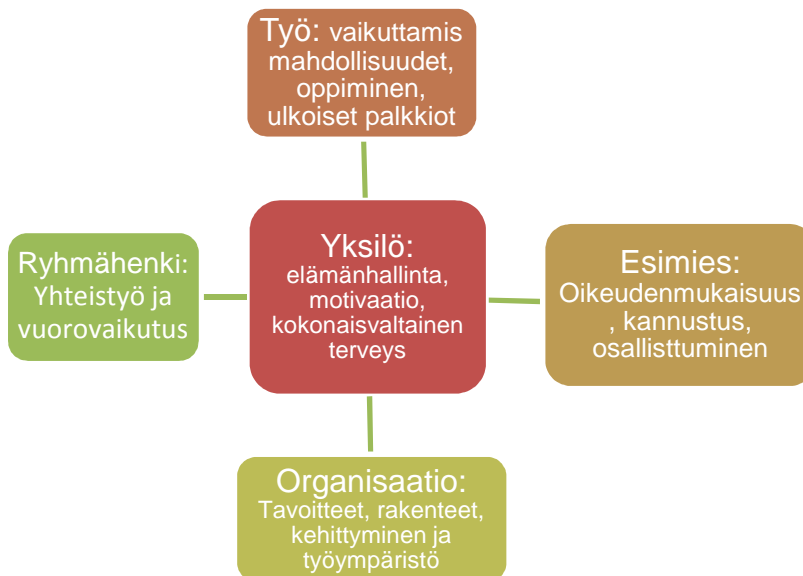 Työ: vaikuttamis
mahdollisuudet,
oppiminen,
ulkoiset palkkiot
Ryhmähenki:
Yhteistyö ja
vuorovaikutus
Yksilö:
elämänhallinta,
motivaatio,
kokonaisvaltainen
terveys
Esimies:
Oikeudenmukaisuus
, kannustus,
osallisttuminen
Organisaatio:
Tavoitteet, rakenteet,
kehittyminen ja
työympäristö